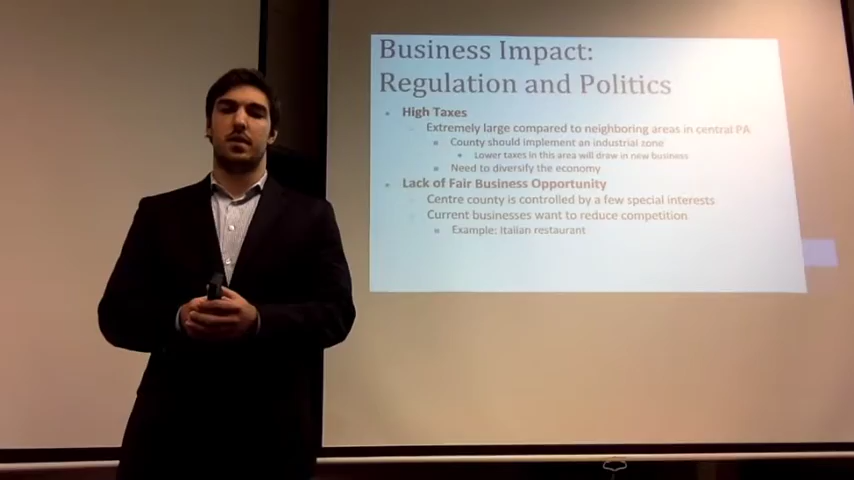 Business Impact:
Regulation and Politics
High Taxes
Extremely large compared to neighboring areas in central PA
County should implement an industrial zone
Lower taxes in this area will drew in new business
Need to diversify the economy
Lack of Fair Business Opportunity
Centre county is controlled by a few special interests
Current businesses want to reduce competition
Example: Italian restaurant